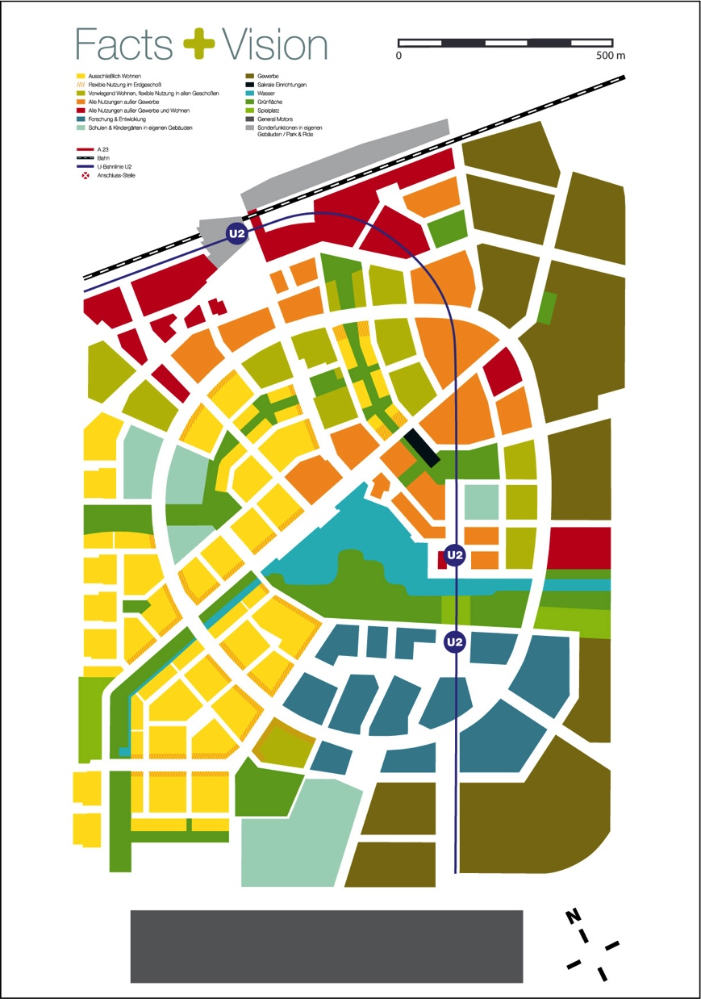 Facts + Vision
0
500 m
Ausschließlich Wohnen
Flexible Nutzung im Erdgeschoß
Vorwiegend Wohnen, flexible Nutzung in allen Geschoßen
Alle Nutzungen außer Gewerbe
Alle Nutzungen außer Gewerbe und Wohnen
Forschung & Entwicklung
Schulen & Kindergärten in eigenen Gebäuden
Gewerbe
Sakrale Einrichtungen
Wasser
Grünfläche
Spielplatz
General Motors
Sonderfunktionen in eigenen
Gebäuden / Park & Ride
A 23
Bahn
U-Bahnlinie U2
Anschluss-Stelle
U2
U2
U2
N